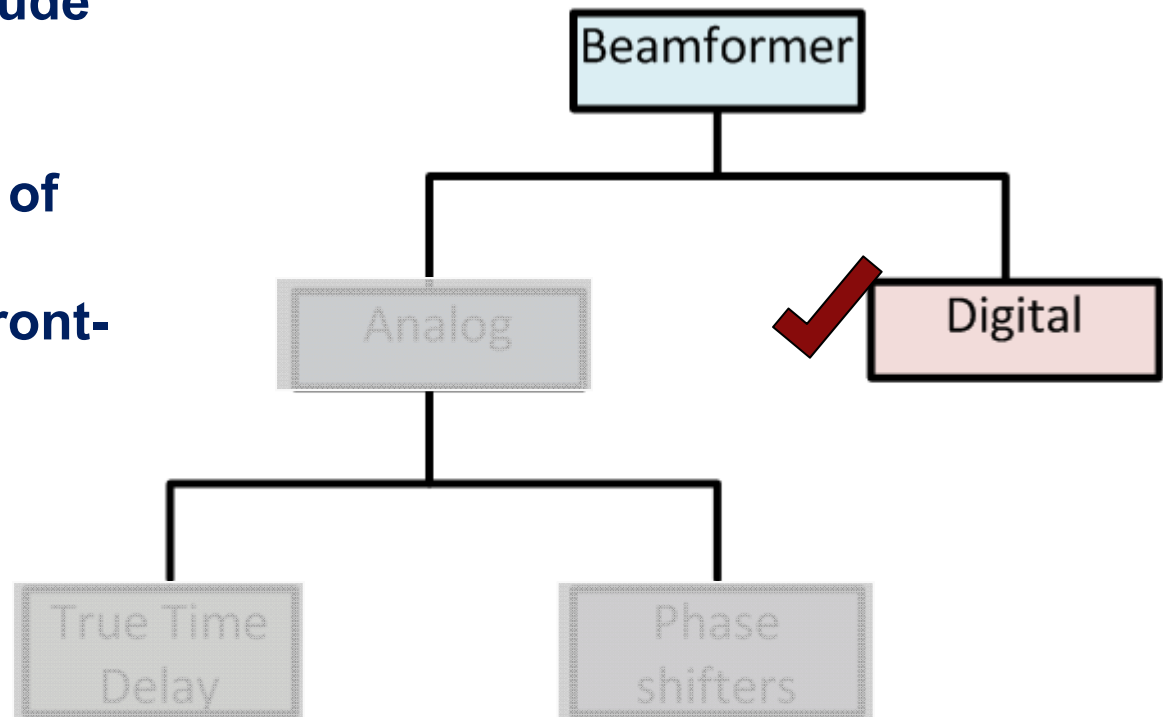 ude
of
ront-
Beamformer
Analog
Digital
True Time
Delay
Phase
shifters